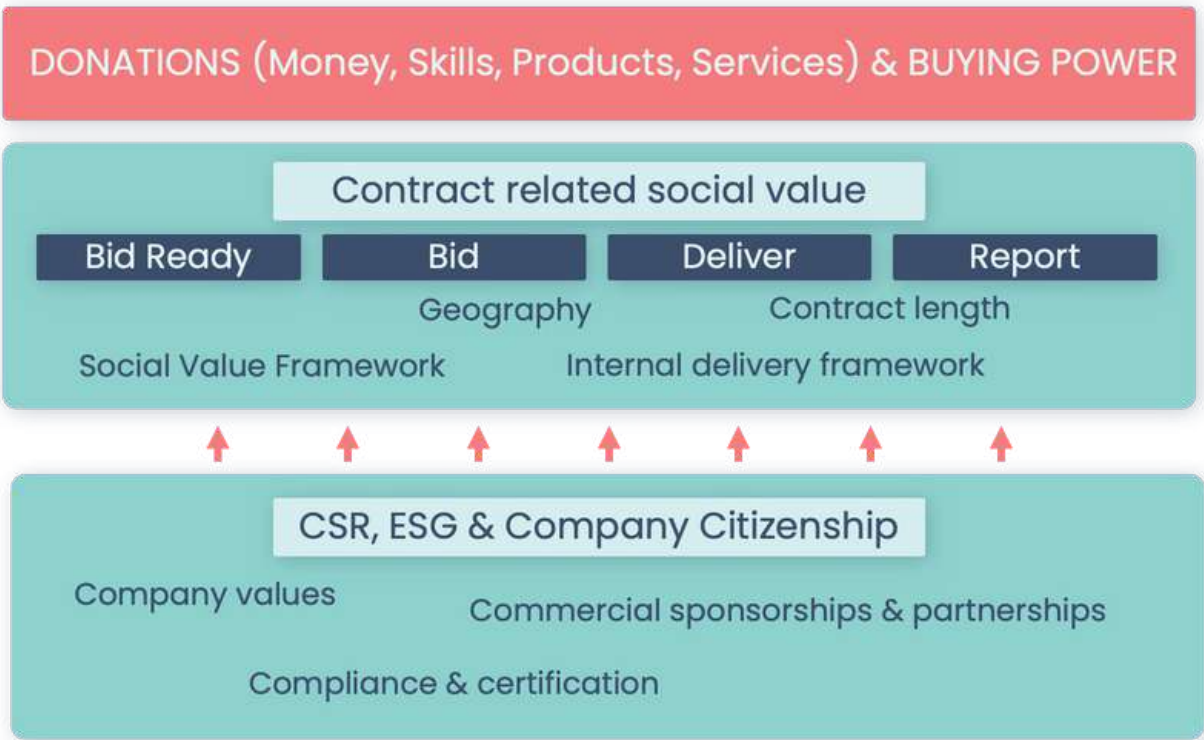 DONATIONS (Money, Skills, Products, Services) & BUYING POWER
Contract related social value
Bid Ready
Bid
Deliver
Report
Geography
Contract length
Social Value Framework
Internal delivery framework
CSR, ESG & Company Citizenship
Company values
Commercial sponsorships & partnerships
Compliance & certification